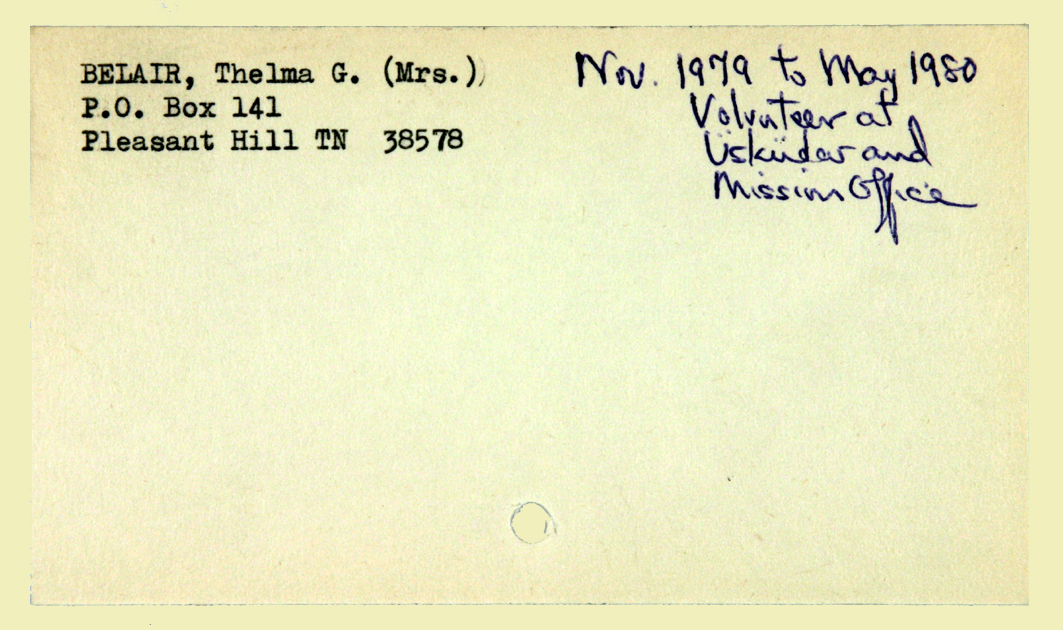 BELAIR, Thelma G. (Mrs.)
P.O. Box 141
Pleasant Hill TN 38578
Nov. 1979 to May 1980
Volunteer at
Üsküdar and
Mission Office